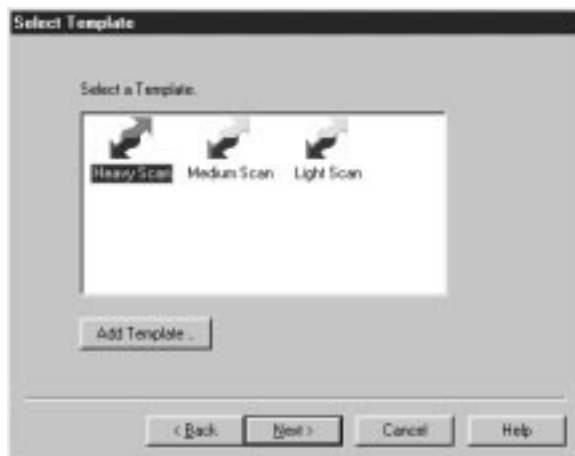 Select Template
Select a Template.
Heavy Scan Medium Scan Light Scan
Add Template..
< Back Next > Cancel Help